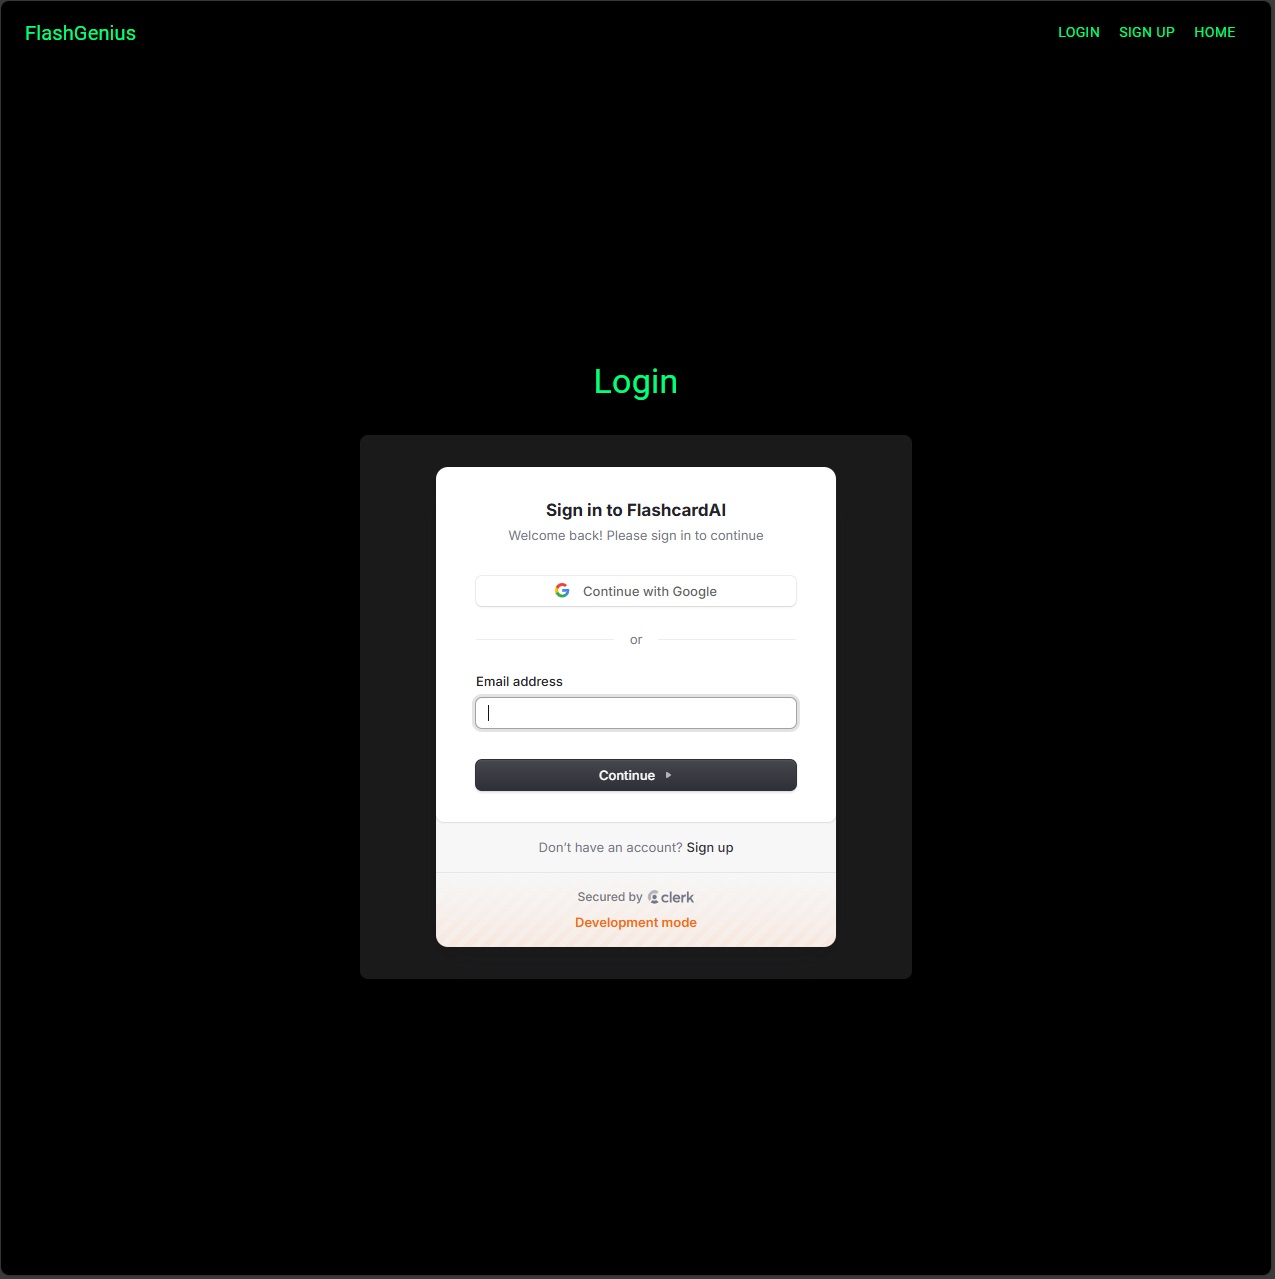 FlashGenius
LOGIN SIGN UP HOME
Login
Sign in to FlashcardAI
Welcome back! Please sign in to continue
Continue with Google
or
Email address
Continue
Don't have an account? Sign up
Secured by clerk
Development mode